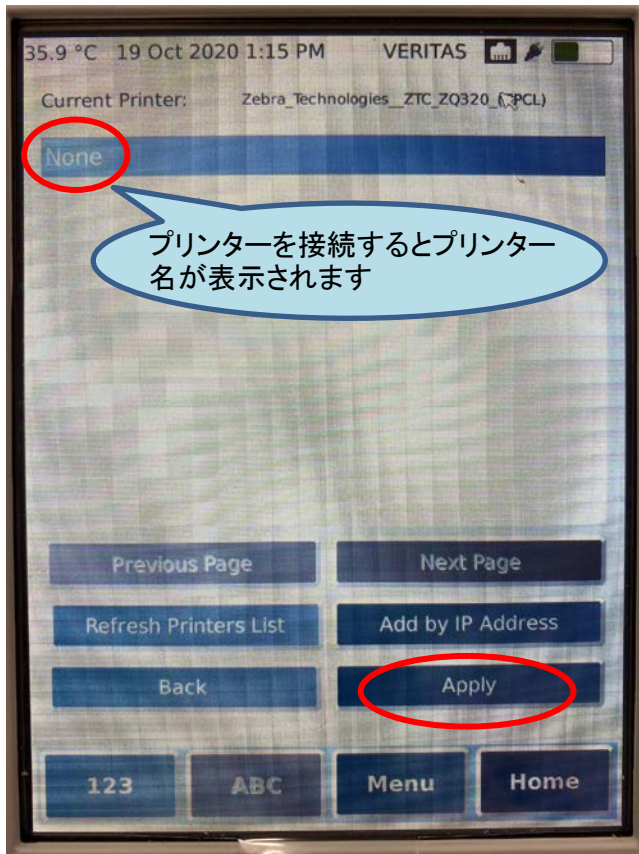 35.9 °C 19 Oct 2020 1:15 PM VERITAS
Current Printer: Zebra_Technologies__ZTC_ZQ320_(CPCL)
None
プリンターを接続するとプリンター
名が表示されます
Previous Page Next Page
Refresh Printers List Add by IP Address
Back Apply
123 ABC Menu Home